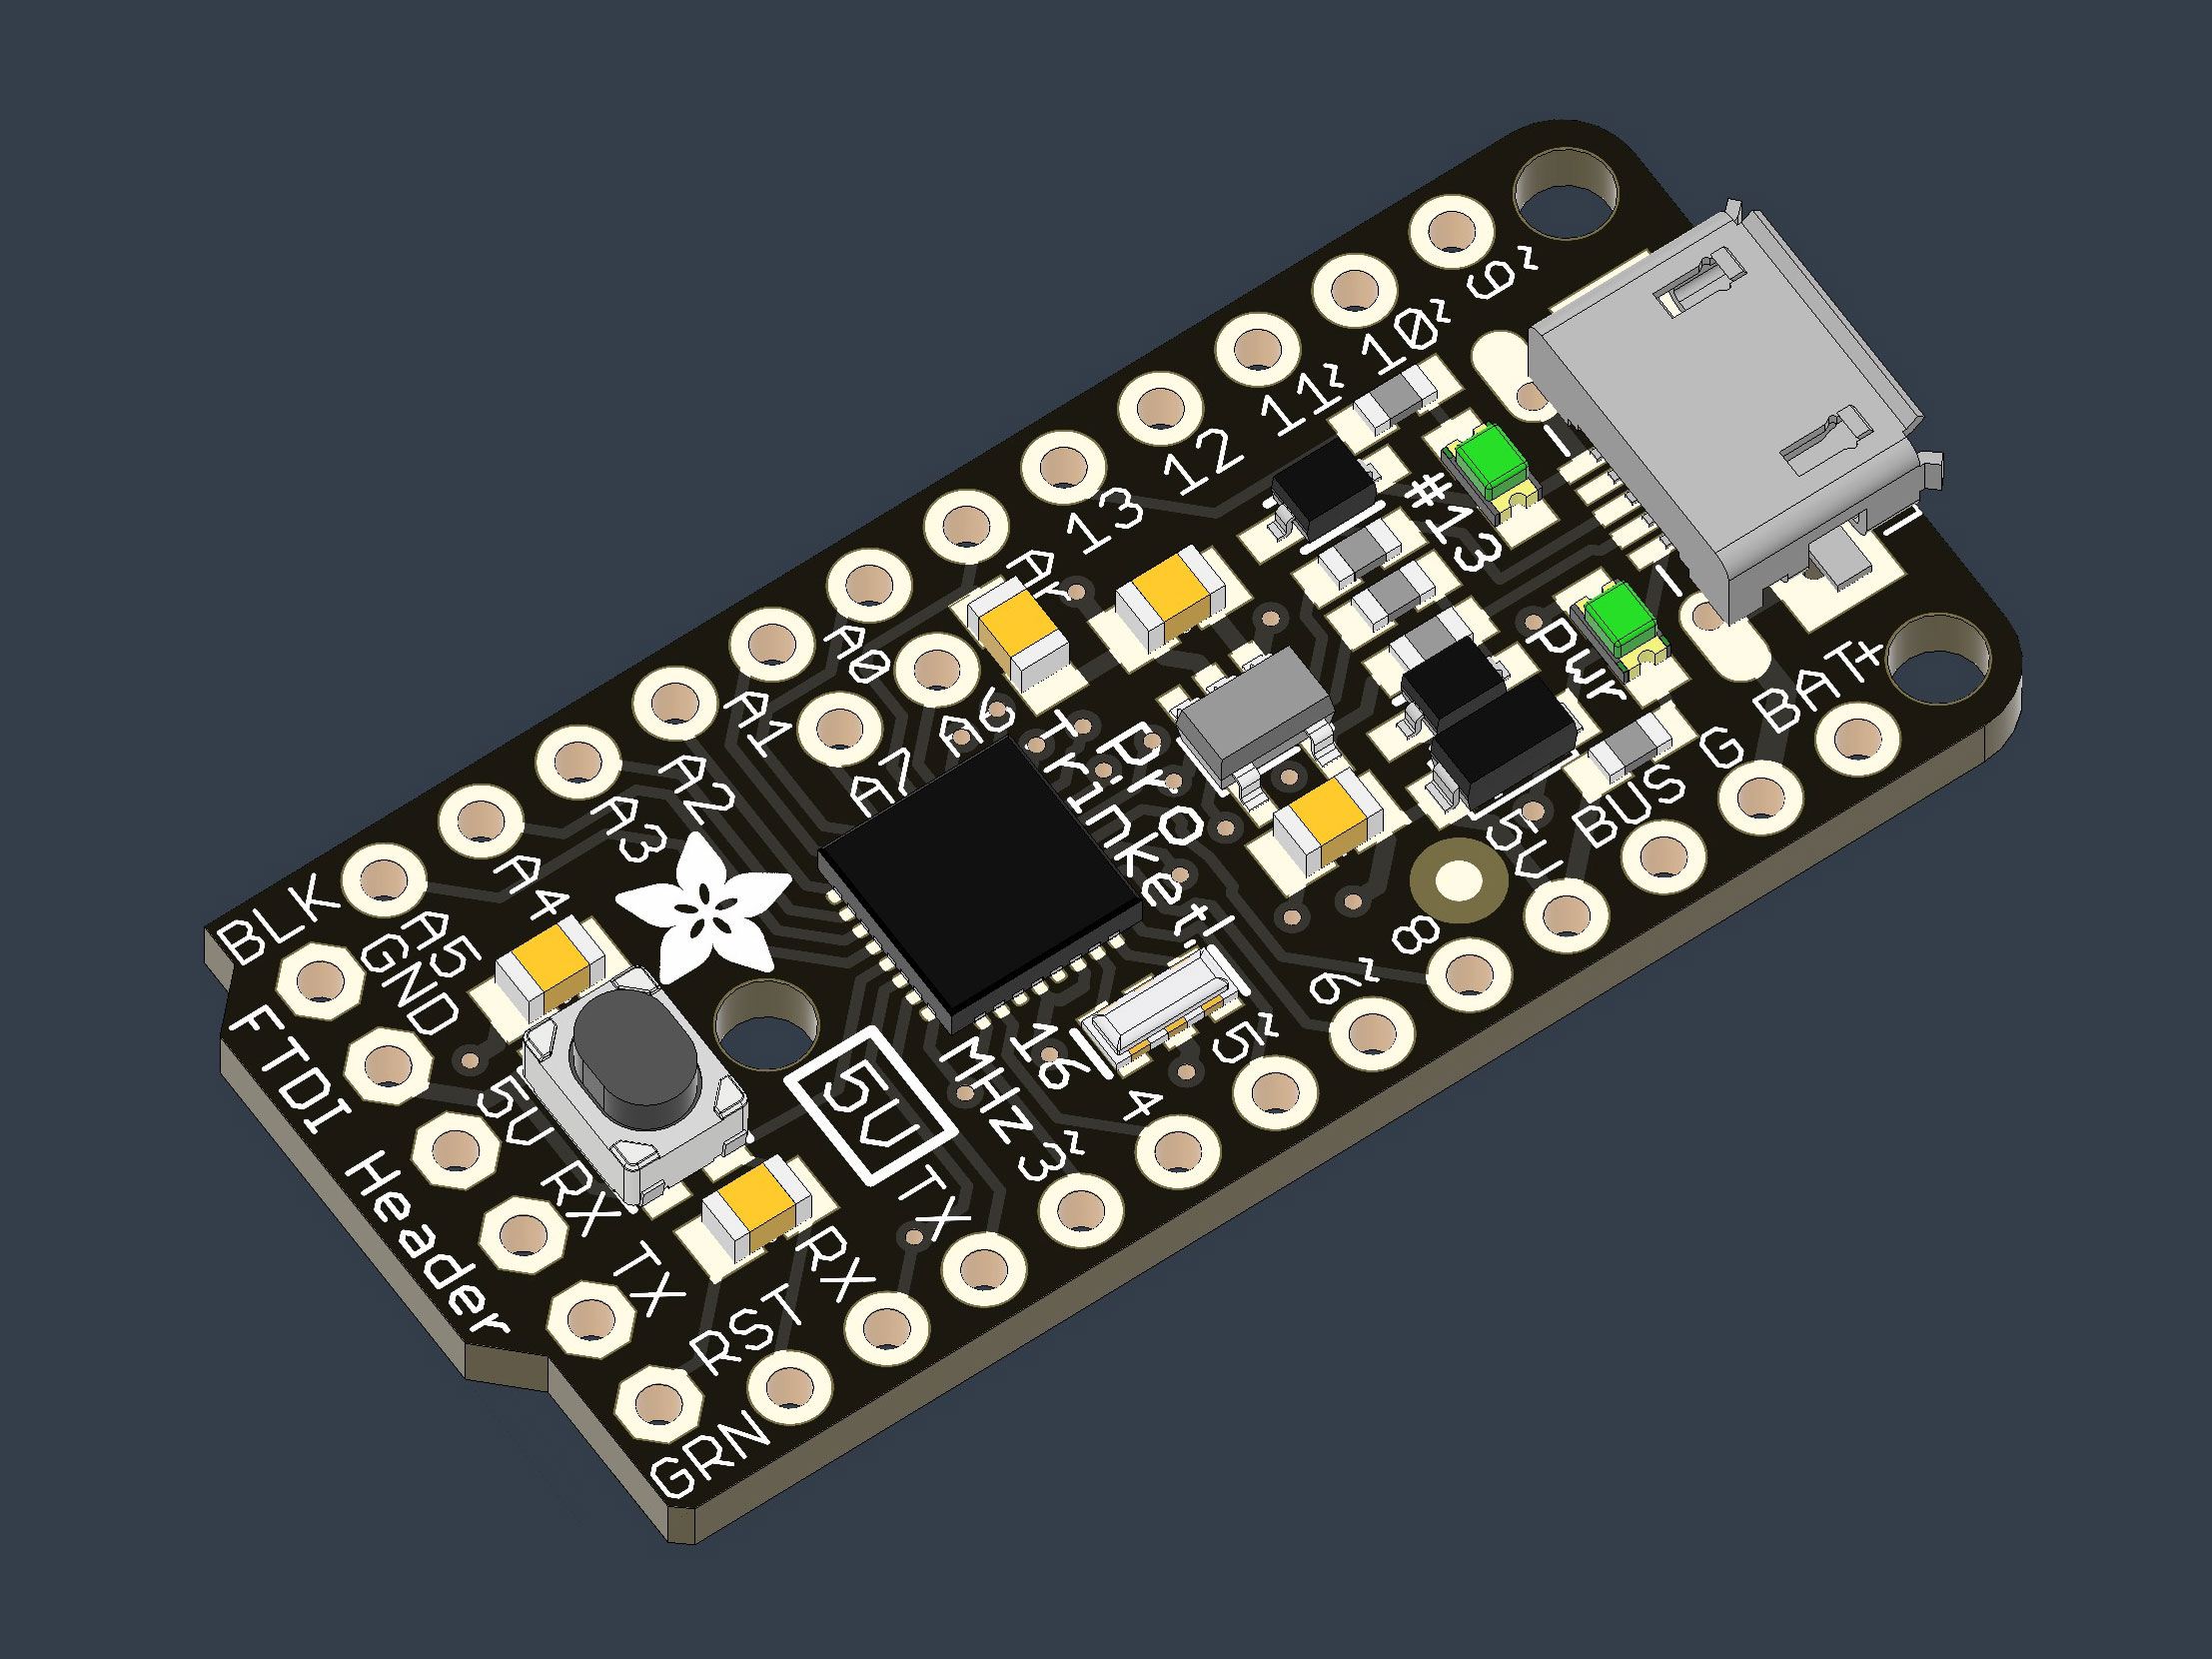 9~
10~
11~
12
13
A0
A1
A2
A3
A4
A5
A6
A7
#13
Pwr
BAT+
G
BUS
5V
8
6~
5~
4
3~
TX
RX
RST
Pro
Trinket
16
MHz
5V
BLK
GND
5V
RX
TX
GRN
FTDI Header